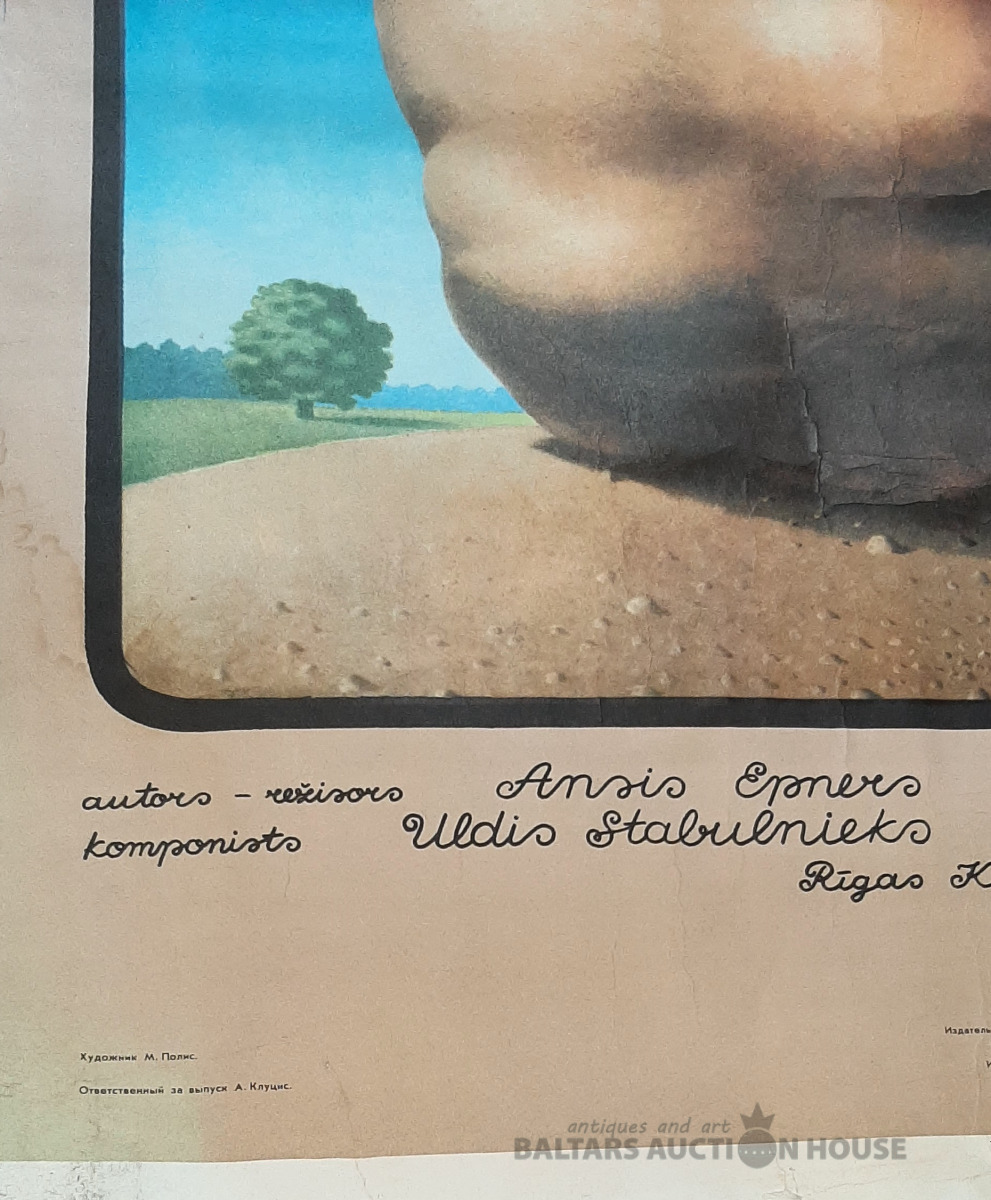 autors – režisors Ansis Epners
komponists Uldis Stabulnieks
Rīgas K
Издатель
Художник М. Полис.
Ответственный за выпуск А. Клуцис.
antiques and art
BALTARS AUCTION HOUSE